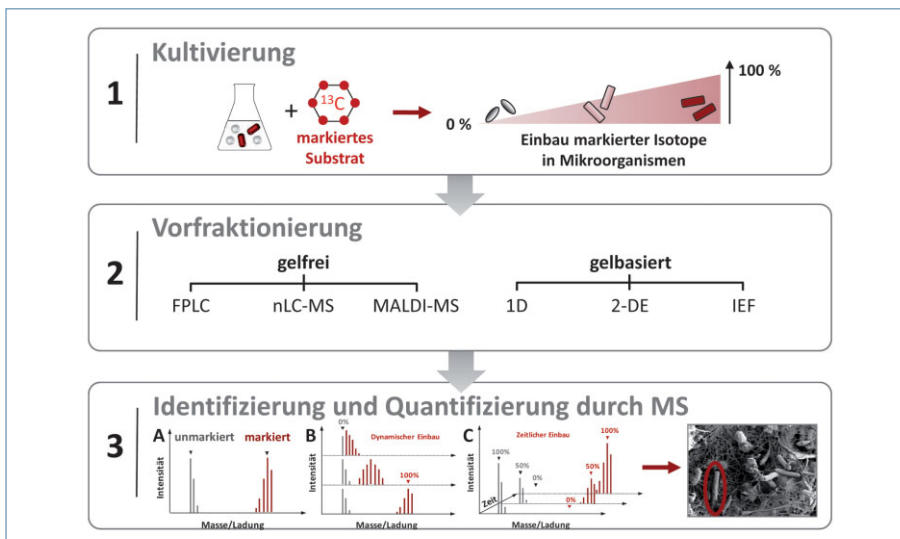 1
Kultivierung
+
13C
markiertes
Substrat
0 %
100 %
Einbau markierter Isotope
in Mikroorganismen
2
Vorfraktionierung
gelfrei
gelbasiert
FPLC
nLC-MS
MALDI-MS
1D
2-DE
IEF
3
Identifizierung und Quantifizierung durch MS
A
unmarkiert
markiert
Intensität
Masse/Ladung
B
0%
Dynamischer Einbau
100%
Intensität
C
Zeitlicher Einbau
100%
50%
0%
0%
50%
100%
Intensität
Zeit
Masse/Ladung